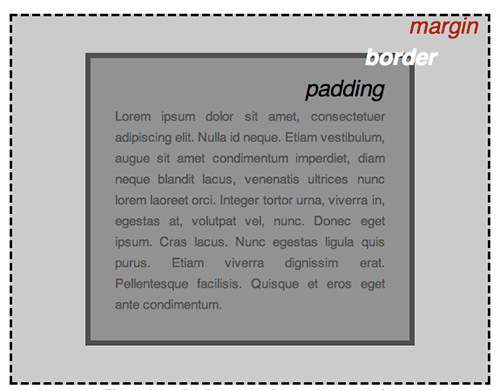 margin
border
padding
Lorem ipsum dolor sit amet, consectetuer
adipiscing elit. Nulla id neque. Etiam vestibulum,
augue sit amet condimentum imperdiet, diam
neque blandit lacus, venenatis ultrices nunc
lorem laoreet orci. Integer tortor urna, viverra in,
egestas at, volutpat vel, nunc. Donec eget
ipsum. Cras lacus. Nunc egestas ligula quis
purus. Etiam viverra dignissim erat.
Pellentesque facilisis. Quisque et eros eget
ante condimentum.